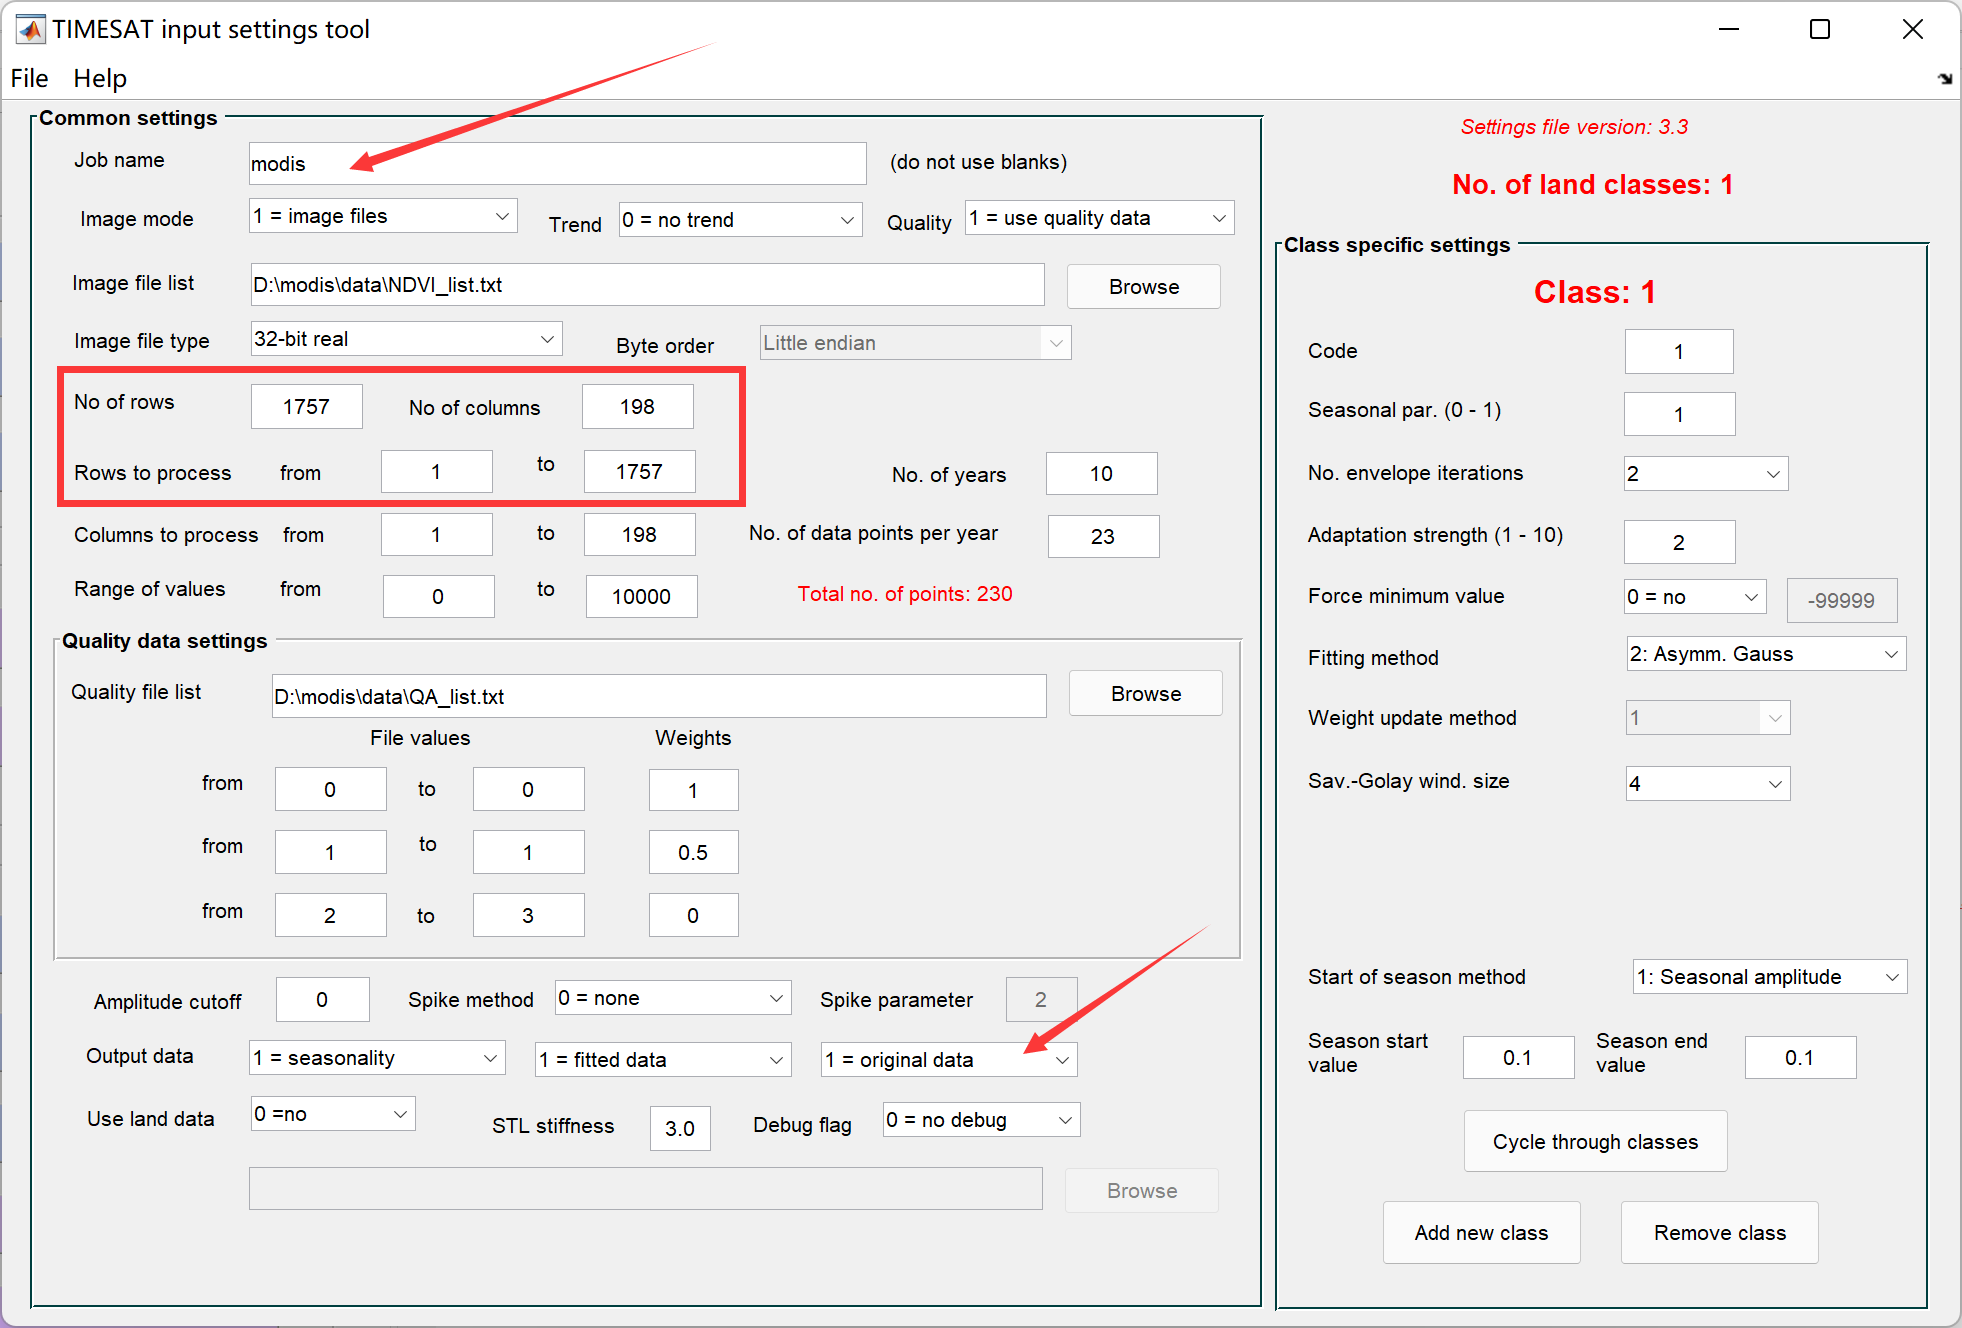 TIMESAT input settings tool
File Help
Common settings
Job name modis (do not use blanks)
Image mode 1 = image files Trend 0 = no trend Quality 1 = use quality data
Image file list D:\modis\data\NDVI_list.txt Browse
Image file type 32-bit real Byte order Little endian
No of rows 1757 No of columns 198
Rows to process from 1 to 1757 No. of years 10
Columns to process from 1 to 198 No. of data points per year 23
Range of values from 0 to 10000 Total no. of points: 230
Quality data settings
Quality file list D:\modis\data\QA_list.txt Browse
File values Weights
from 0 to 0 1
from 1 to 1 0.5
from 2 to 3 0
Amplitude cutoff 0 Spike method 0 = none Spike parameter 2
Output data 1 = seasonality 1 = fitted data 1 = original data
Use land data 0 =no STL stiffness 3.0 Debug flag 0 = no debug
Browse
Settings file version: 3.3
No. of land classes: 1
Class specific settings
Class: 1
Code 1
Seasonal par. (0 - 1) 1
No. envelope iterations 2
Adaptation strength (1 - 10) 2
Force minimum value 0 = no -99999
Fitting method 2: Asymm. Gauss
Weight update method 1
Sav.-Golay wind. size 4
Start of season method 1: Seasonal amplitude
Season start value 0.1 Season end value 0.1
Cycle through classes
Add new class Remove class